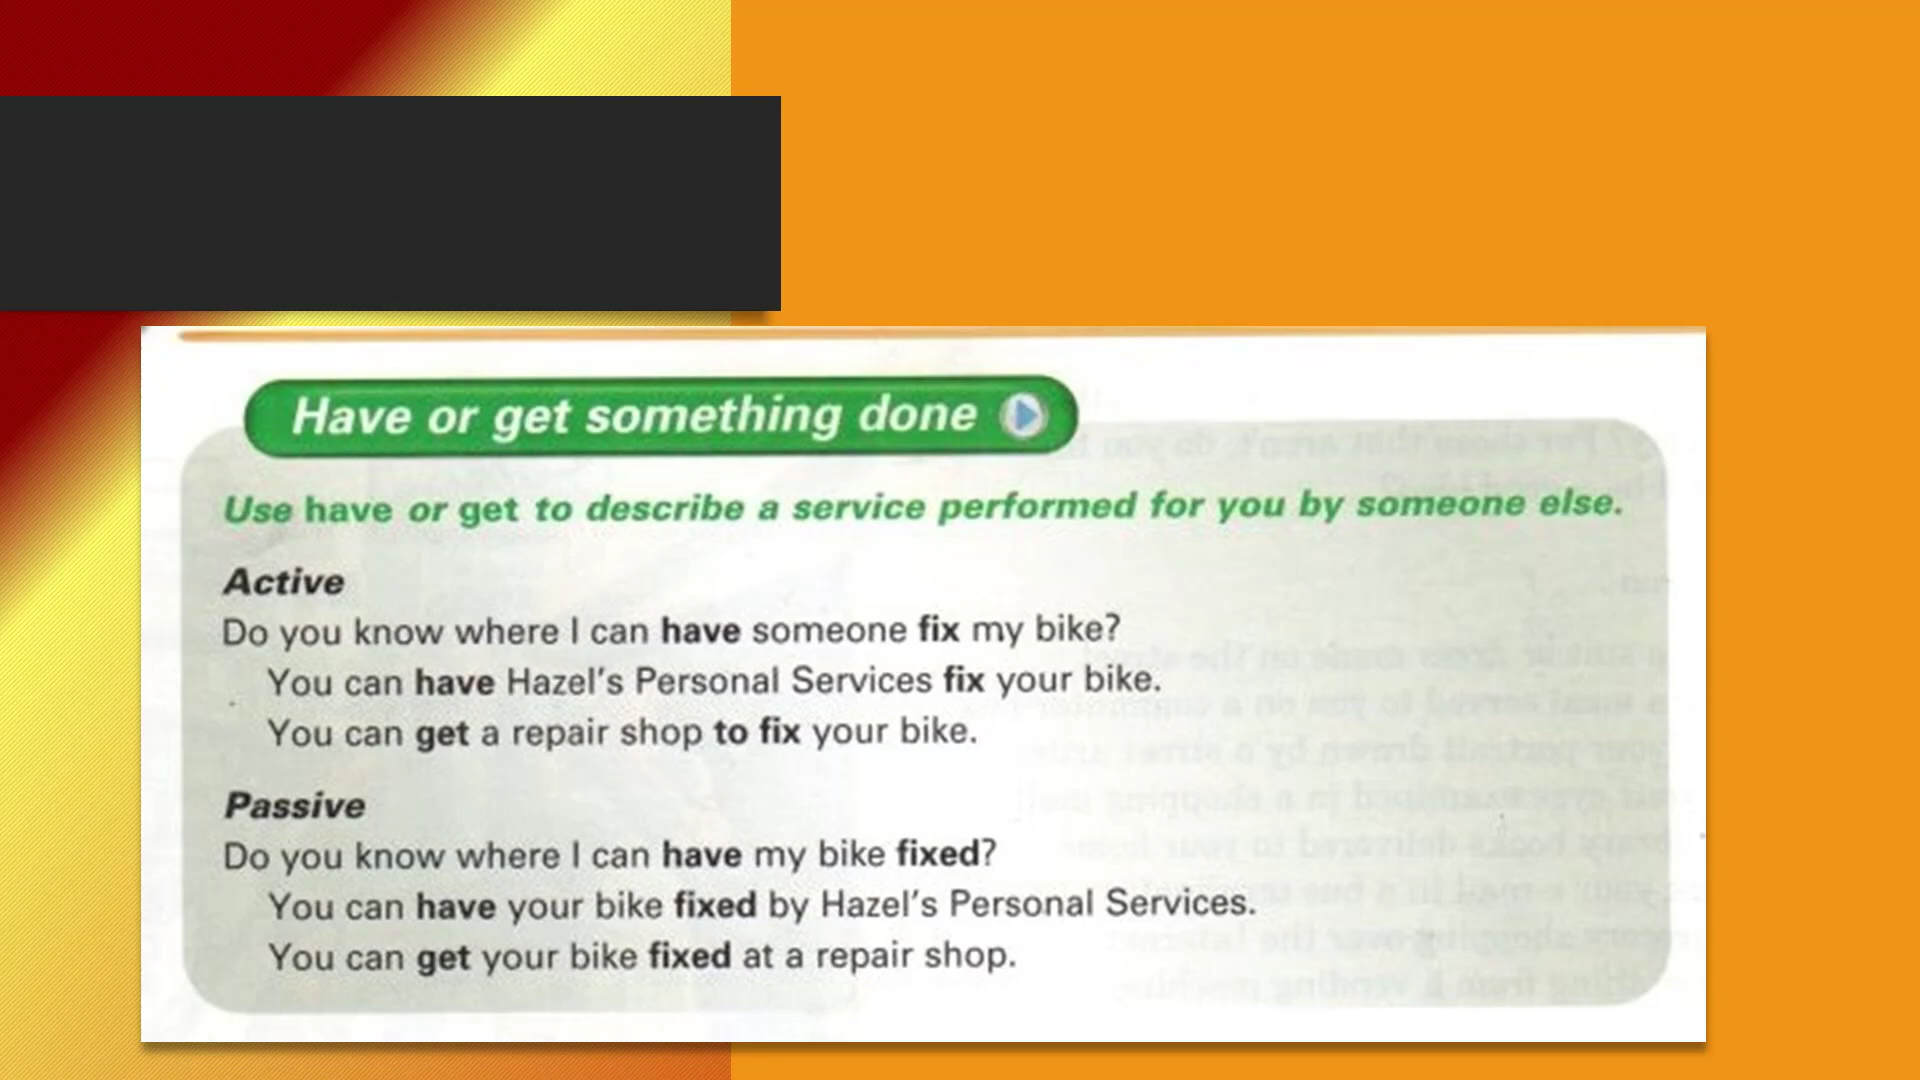 Have or get something done
Use have or get to describe a service performed for you by someone else.
Active
Do you know where I can have someone fix my bike?
You can have Hazel's Personal Services fix your bike.
You can get a repair shop to fix your bike.
Passive
Do you know where I can have my bike fixed?
You can have your bike fixed by Hazel's Personal Services.
You can get your bike fixed at a repair shop.